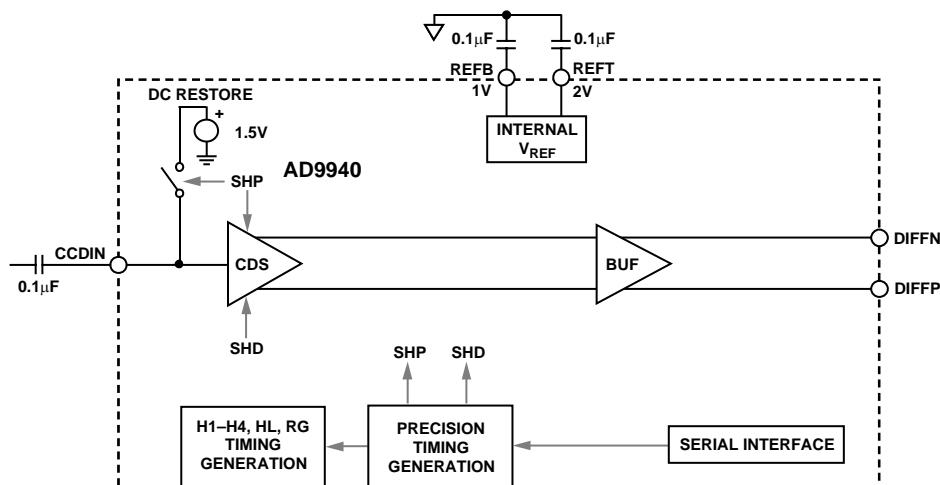 0.1μF
0.1μF
REFB
REFT
1V
2V
DC RESTORE
+
1.5V
INTERNAL
VREF
AD9940
SHP
CCDIN
0.1μF
CDS
BUF
DIFFN
DIFFP
SHD
SHP
SHD
H1–H4, HL, RG
TIMING
GENERATION
PRECISION
TIMING
GENERATION
SERIAL INTERFACE